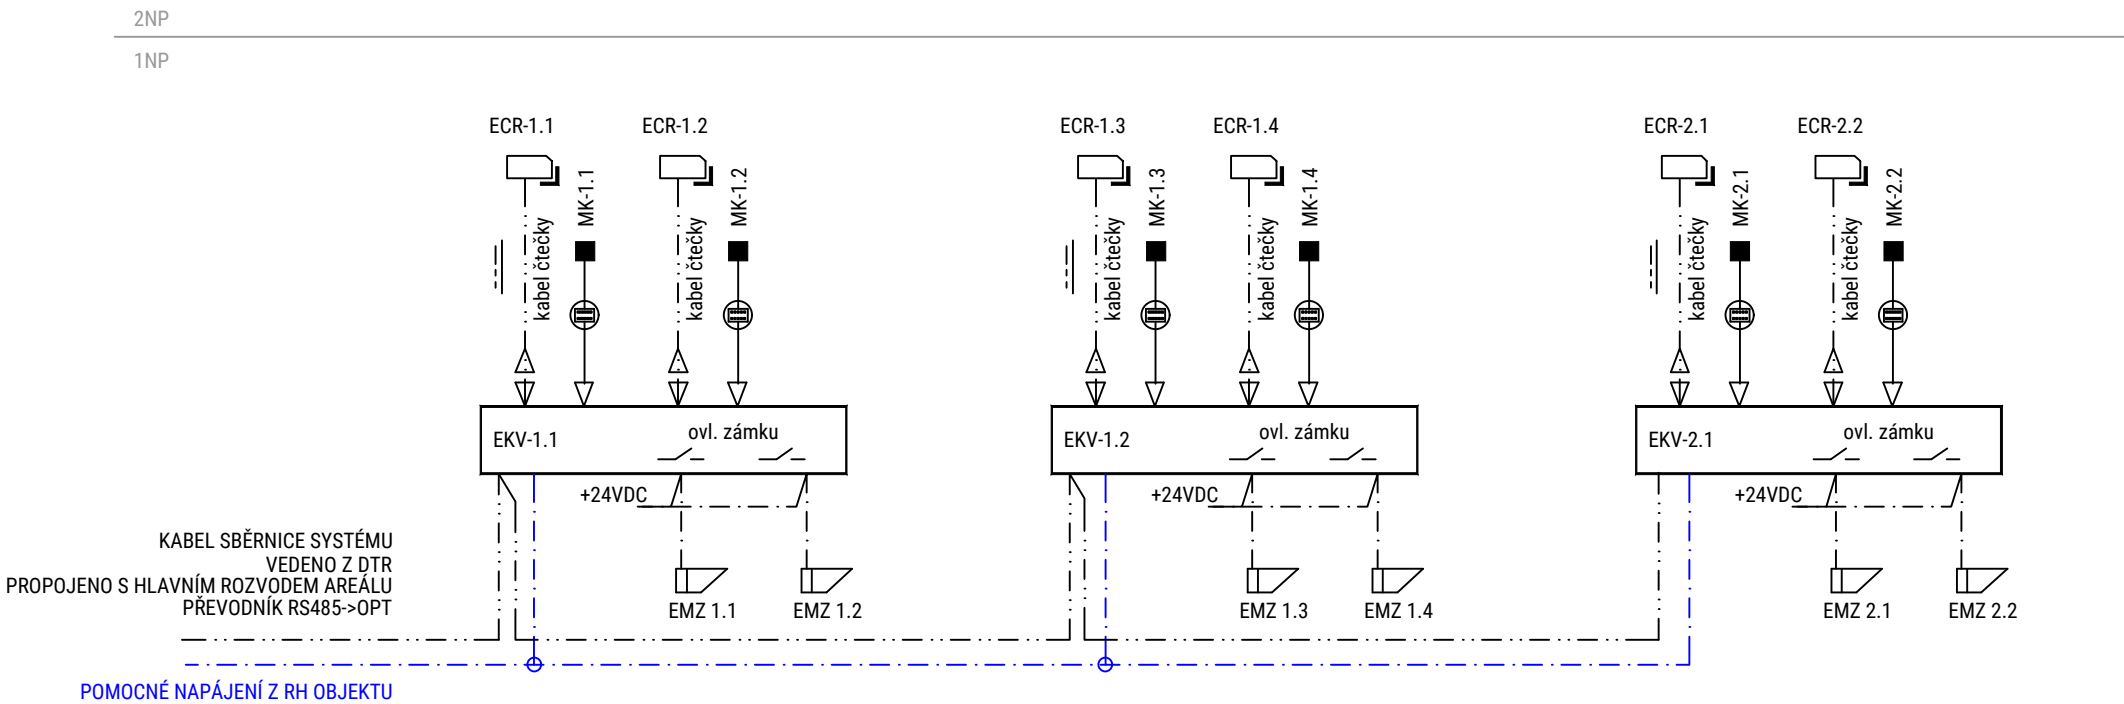 2NP
1NP
ECR-1.1
ECR-1.2
ECR-1.3
ECR-1.4
ECR-2.1
ECR-2.2
MK-1.1
MK-1.2
MK-1.3
MK-1.4
MK-2.1
MK-2.2
kabel čtečky
kabel čtečky
kabel čtečky
kabel čtečky
kabel čtečky
kabel čtečky
EKV-1.1
ovl. zámku
EKV-1.2
ovl. zámku
EKV-2.1
ovl. zámku
+24VDC
+24VDC
+24VDC
KABEL SBĚRNICE SYSTÉMU
VEDENO Z DTR
PROPOJENO S HLAVNÍM ROZVODEM AREÁLU
PŘEVODNÍK RS485->OPT
EMZ 1.1
EMZ 1.2
EMZ 1.3
EMZ 1.4
EMZ 2.1
EMZ 2.2
POMOCNÉ NAPÁJENÍ Z RH OBJEKTU